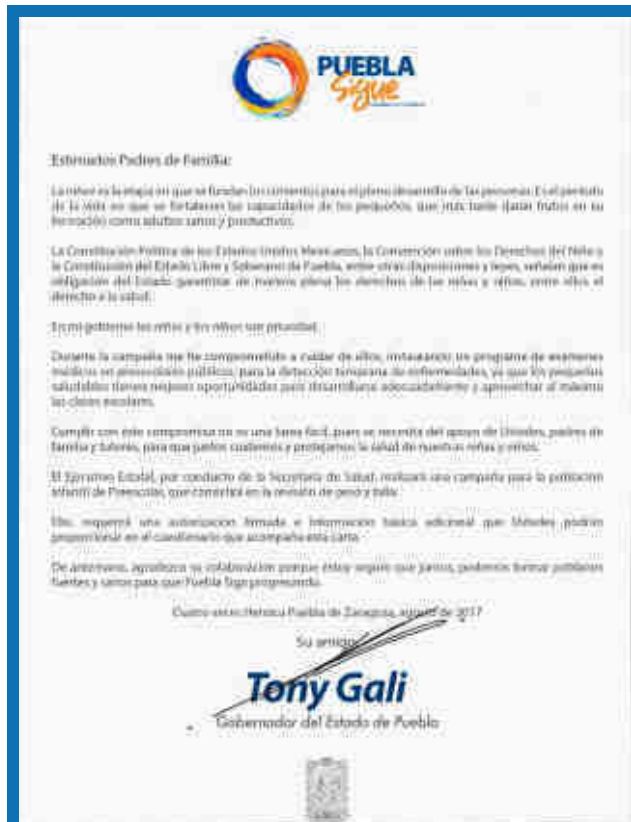 PUEBLA
Sigue
Estimados Padres de Familia:
La niñez es la etapa en que se fundan los cimientos para el pleno desarrollo de las personas. Es el periodo
de la vida en que se fortalecen las capacidades de los pequeños, que más tarde darán frutos en su
formación como adultos sanos y productivos.
La Constitución Política de los Estados Unidos Mexicanos, la Convención sobre los Derechos del Niño o
la Constitución del Estado Libre y Soberano de Puebla, entre otras disposiciones y leyes, señalan que es
obligación del Estado garantizar de manera plena los derechos de las niñas y niños, entre ellos el
derecho a la salud.
En mi gobierno las niñas y los niños son prioridad.
Durante la campaña me he comprometido a cuidar de ellos, instaurando un programa de exámenes
médicos en preescolares públicos, para la detección temprana de enfermedades, ya que los pequeños
saludables tienen mejores oportunidades para desarrollarse adecuadamente y aprovechar al máximo
las clases escolares.
Cumplir con este compromiso no es una tarea fácil, pues se necesita del apoyo de Ustedes, padres de
familia y tutores, para que juntos cuidemos y protejamos la salud de nuestras niñas y niños.
El Ejecutivo Estatal, por conducto de la Secretaría de Salud, realizará una campaña para la población
infantil de Preescolar, que consistirá en la revisión de peso y talla.
Ello, requerirá una autorización firmada e información básica adicional que Ustedes podrán
proporcionar en el cuestionario que acompaña esta carta.
De antemano, agradezco su colaboración porque estoy seguro que juntos, podemos formar poblanos
fuertes y sanos para que Puebla Siga progresando.
Cuatro veces Heroica Puebla de Zaragoza, agosto de 2017
Su amigo
Tony Gali
Gobernador del Estado de Puebla